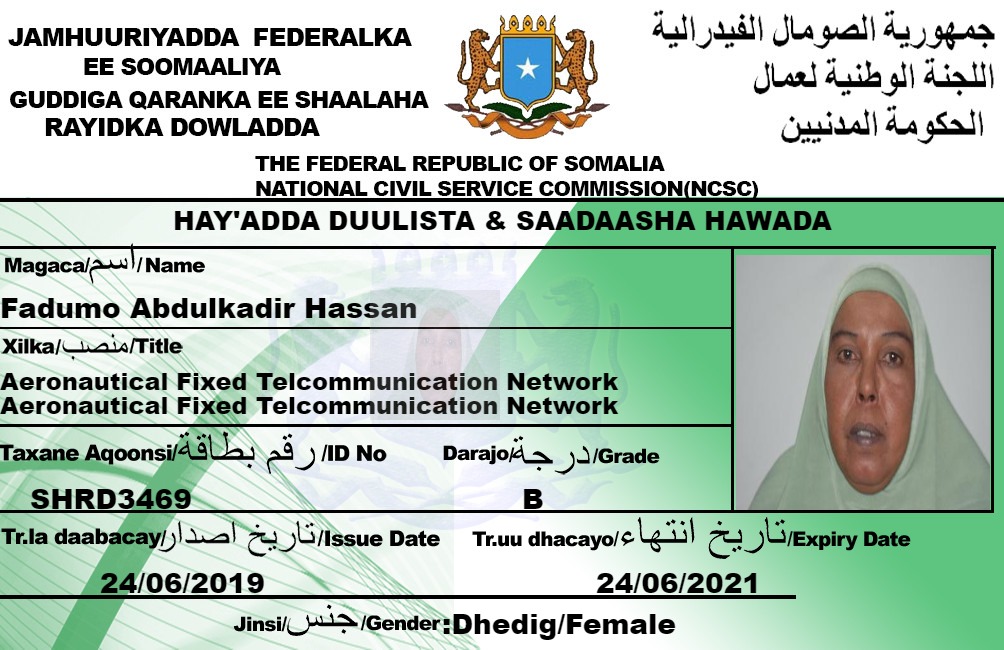 JAMHUURIYADDA FEDERALKA
EE SOOMAALIYA
GUDDIGA QARANKA EE SHAALAHA
RAYIDKA DOWLADDA
جمهورية الصومال الفيدرالية
اللجنة الوطنية لعمال
الحكومة المدنيين
THE FEDERAL REPUBLIC OF SOMALIA
NATIONAL CIVIL SERVICE COMMISSION(NCSC)
HAY'ADDA DUULISTA & SAADAASHA HAWADA
Magaca/اسم/Name
Fadumo Abdulkadir Hassan
Xilka/منصب/Title
Aeronautical Fixed Telcommunication Network
Aeronautical Fixed Telcommunication Network
Taxane Aqoonsi/رقم بطاقة/ID No
Darajo/درجة/Grade
SHRD3469
B
Tr.la daabacay/تاريخ اصدار/Issue Date
Tr.uu dhacayo/تاريخ انتهاء/Expiry Date
24/06/2019
24/06/2021
Jinsi/جنس/Gender:Dhedig/Female